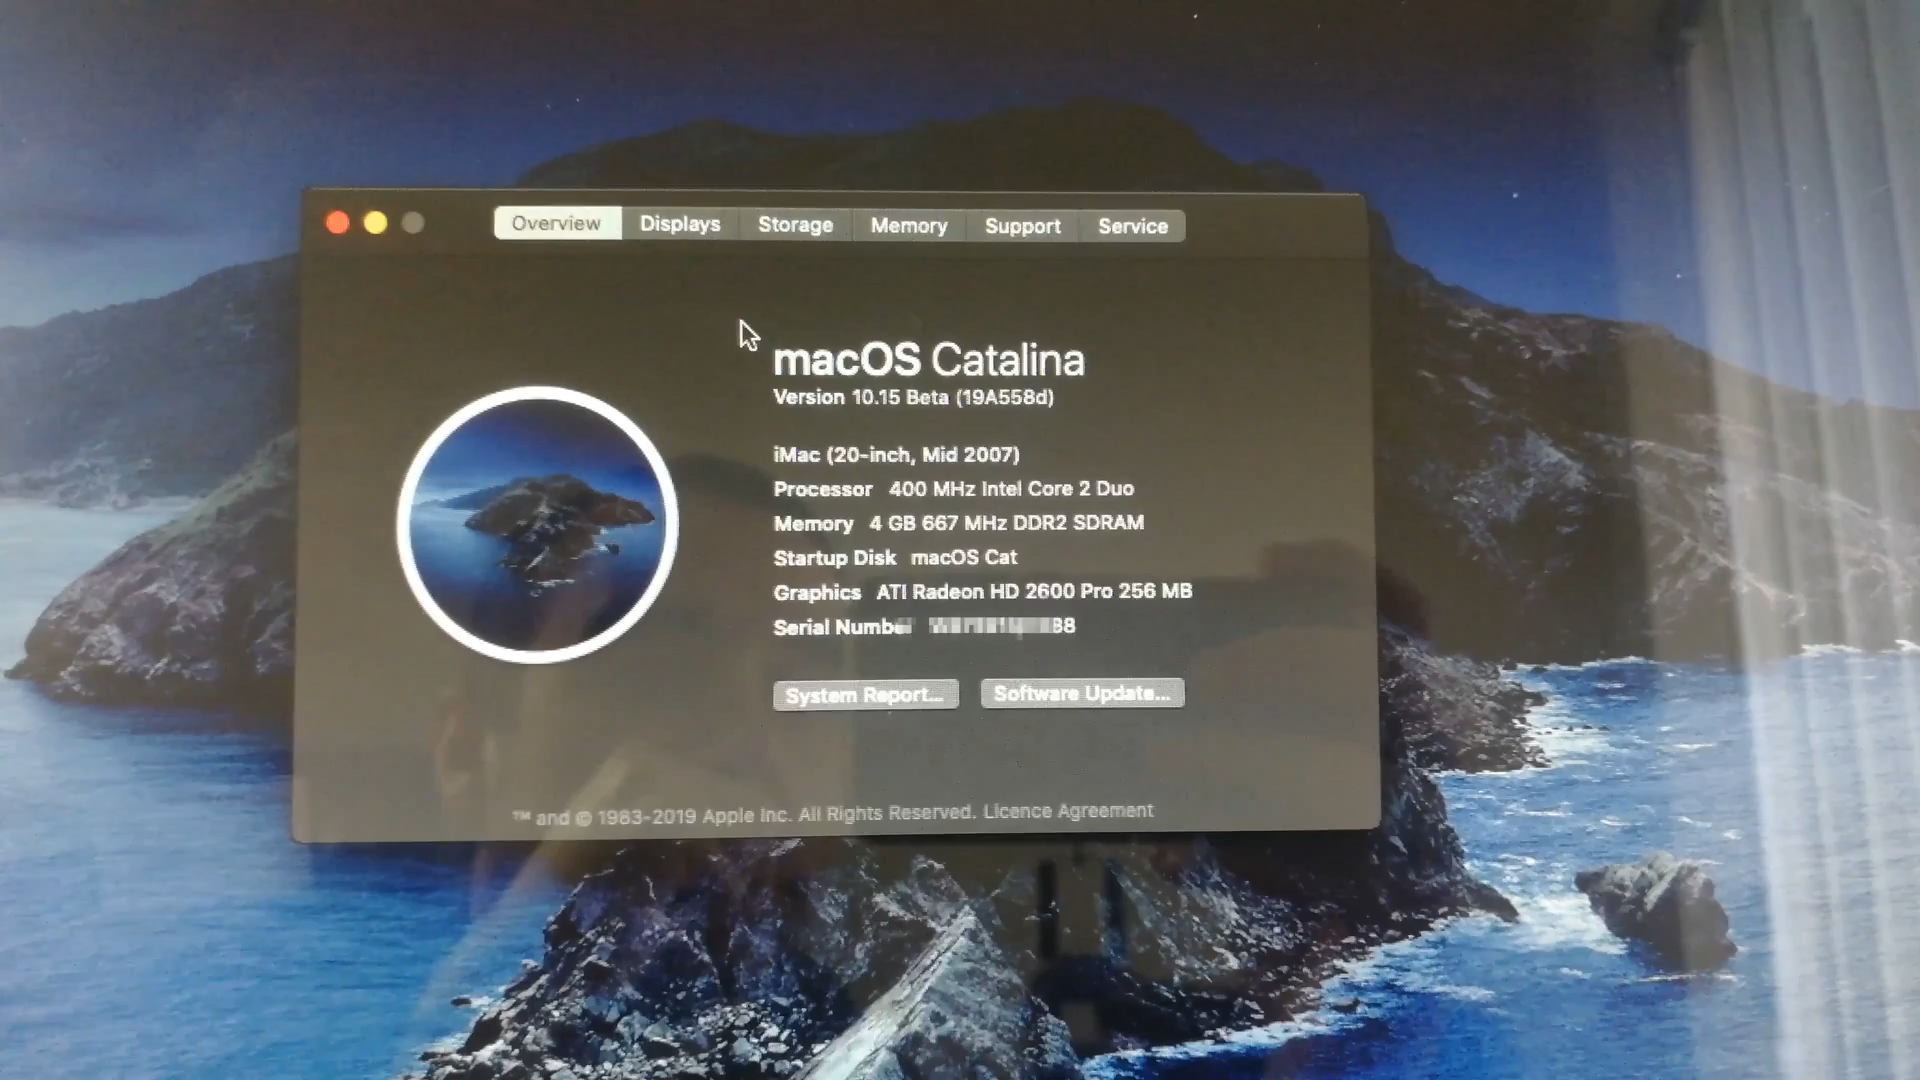 Overview Displays Storage Memory Support Service
macOS Catalina
Version 10.15 Beta (19A558d)
iMac (20-inch, Mid 2007)
Processor 400 MHz Intel Core 2 Duo
Memory 4 GB 667 MHz DDR2 SDRAM
Startup Disk macOS Cat
Graphics ATI Radeon HD 2600 Pro 256 MB
Serial Number 88
System Report... Software Update...
™ and © 1983-2019 Apple Inc. All Rights Reserved. Licence Agreement